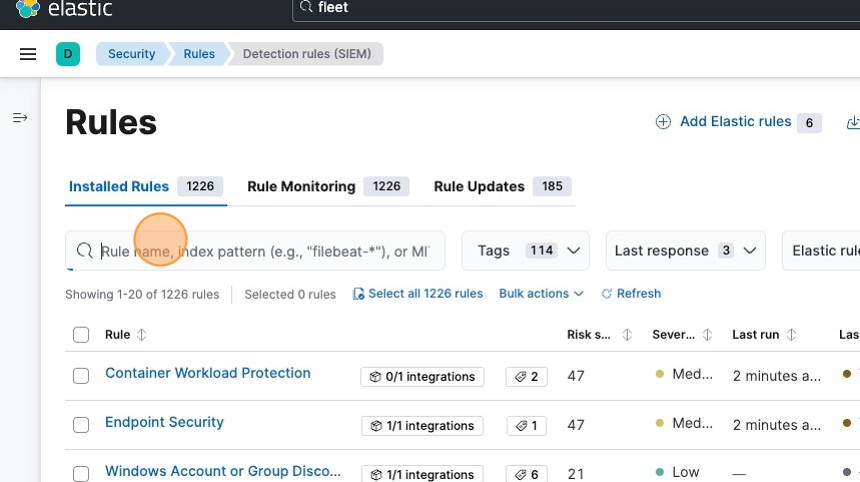 elastic
fleet
D Security Rules Detection rules (SIEM)
Rules
Add Elastic rules 6
Installed Rules 1226 Rule Monitoring 1226 Rule Updates 185
Rule name, index pattern (e.g., "filebeat-*"), or MI
Tags 114 Last response 3 Elastic rule
Showing 1-20 of 1226 rules Selected 0 rules Select all 1226 rules Bulk actions Refresh
Rule Risk s... Sever... Last run Las
Container Workload Protection 0/1 integrations 2 47 Med... 2 minutes a...
Endpoint Security 1/1 integrations 1 47 Med... 2 minutes a...
Windows Account or Group Disco... 1/1 integrations 6 21 Low —